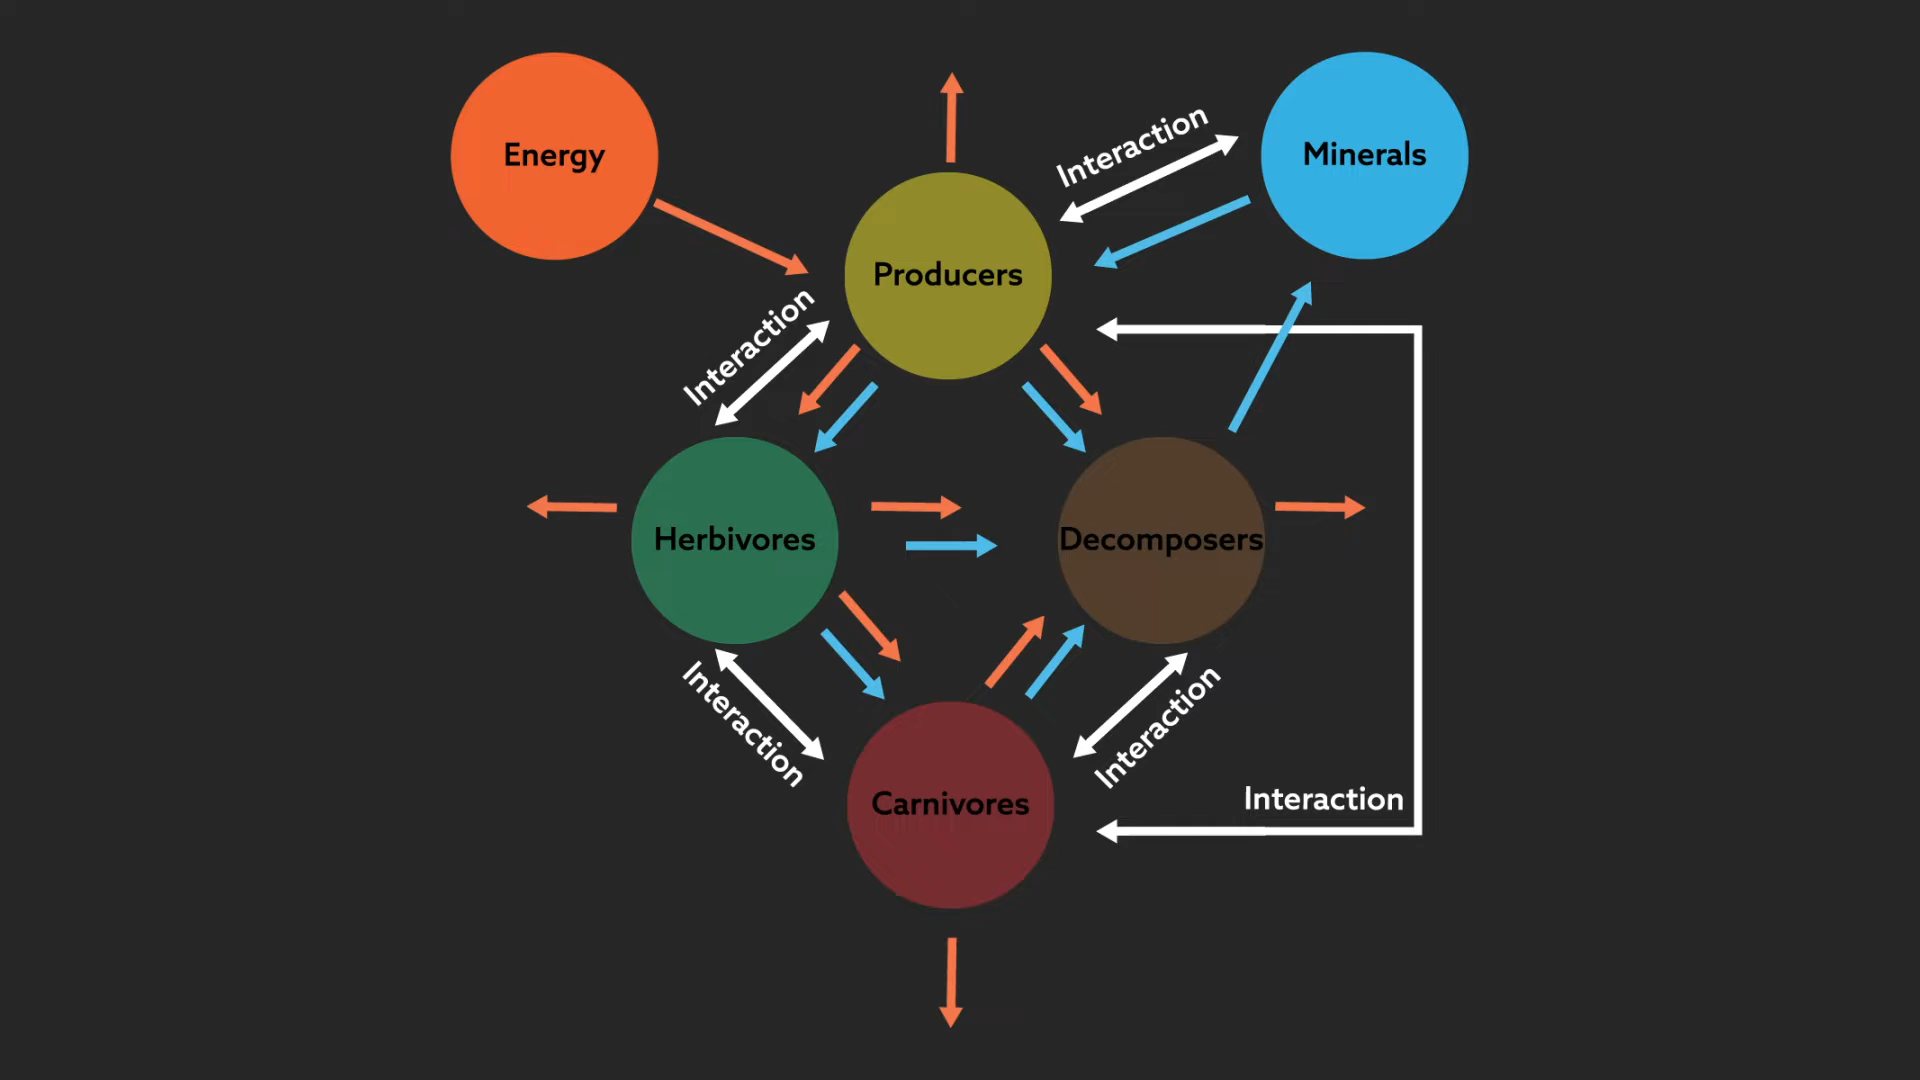 Energy
Interaction
Minerals
Producers
Interaction
Herbivores
Decomposers
Interaction
Interaction
Carnivores
Interaction